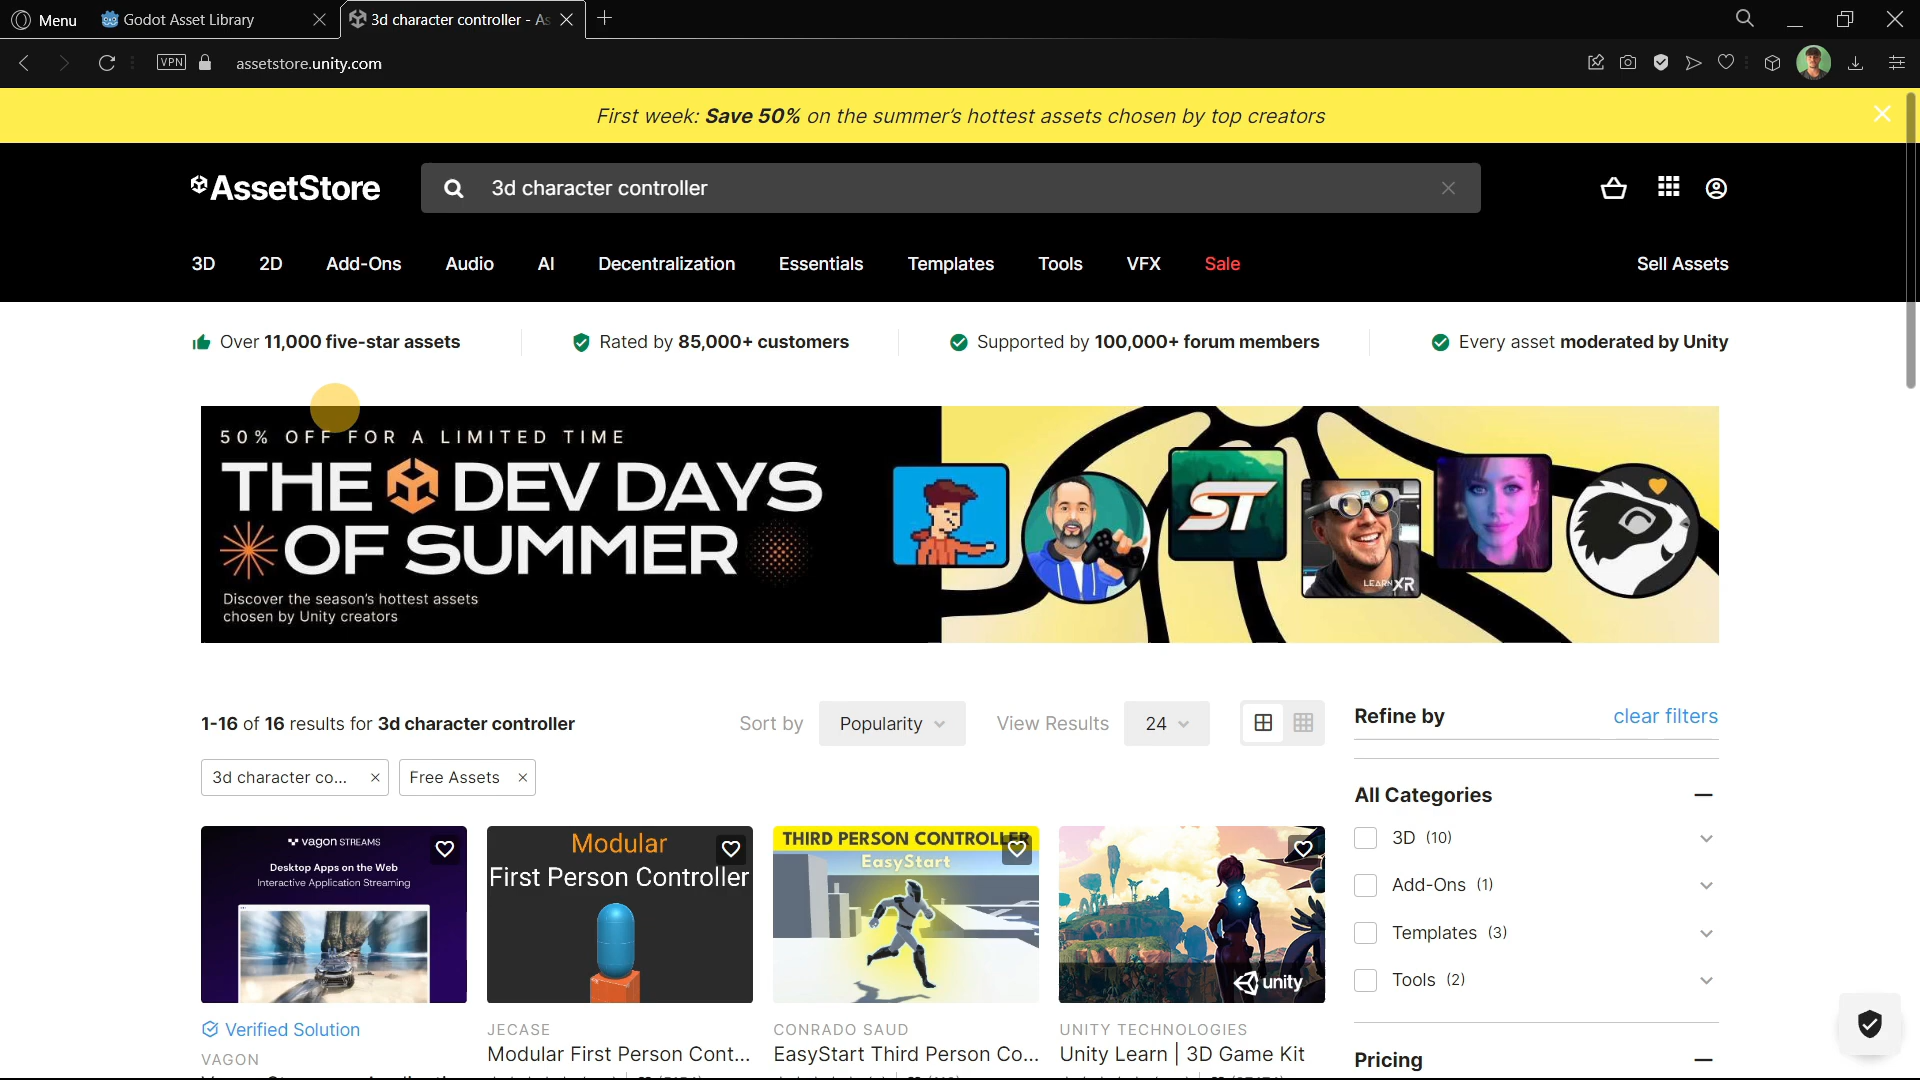 Menu
Godot Asset Library
3d character controller - As
VPN
assetstore.unity.com
First week: Save 50% on the summer's hottest assets chosen by top creators
AssetStore
3d character controller
3D
2D
Add-Ons
Audio
AI
Decentralization
Essentials
Templates
Tools
VFX
Sale
Sell Assets
Over 11,000 five-star assets
Rated by 85,000+ customers
Supported by 100,000+ forum members
Every asset moderated by Unity
50% OFF FOR A LIMITED TIME
THE DEV DAYS
OF SUMMER
Discover the season's hottest assets
chosen by Unity creators
ST
LEARN XR
1-16 of 16 results for 3d character controller
Sort by
Popularity
View Results
24
Refine by
clear filters
3d character co...
Free Assets
All Categories
3D (10)
Add-Ons (1)
Templates (3)
Tools (2)
Pricing
vagon STREAMS
Desktop Apps on the Web
Interactive Application Streaming
Verified Solution
VAGON
Modular
First Person Controller
JECASE
Modular First Person Cont...
THIRD PERSON CONTROLLER
EasyStart
CONRADO SAUD
EasyStart Third Person Co...
unity
UNITY TECHNOLOGIES
Unity Learn | 3D Game Kit